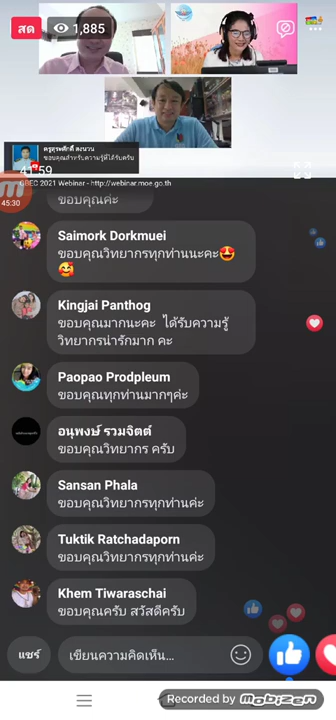 สด
1,885
ครูสุรศักดิ์ หงนวน
ขอบคุณสำหรับความรู้ที่ได้รับครับ
41:59
OBEC 2021 Webinar - http://webinar.moe.go.th
45:30
ขอบคุณค่ะ
Saimork Dorkmuei
ขอบคุณวิทยากรทุกท่านนะคะ
Kingjai Panthog
ขอบคุณมากนะคะ ได้รับความรู้
วิทยากรน่ารักมาก คะ
Paopao Prodpleum
ขอบคุณทุกท่านมากๆค่ะ
อนุพงษ์ รวมจิตต์
ขอบคุณวิทยากร ครับ
Sansan Phala
ขอบคุณวิทยากรทุกท่านค่ะ
Tuktik Ratchadaporn
ขอบคุณวิทยากรทุกท่านค่ะ
Khem Tiwaraschai
ขอบคุณครับ สวัสดีครับ
แชร์
เขียนความคิดเห็น...
Recorded by Mobizen